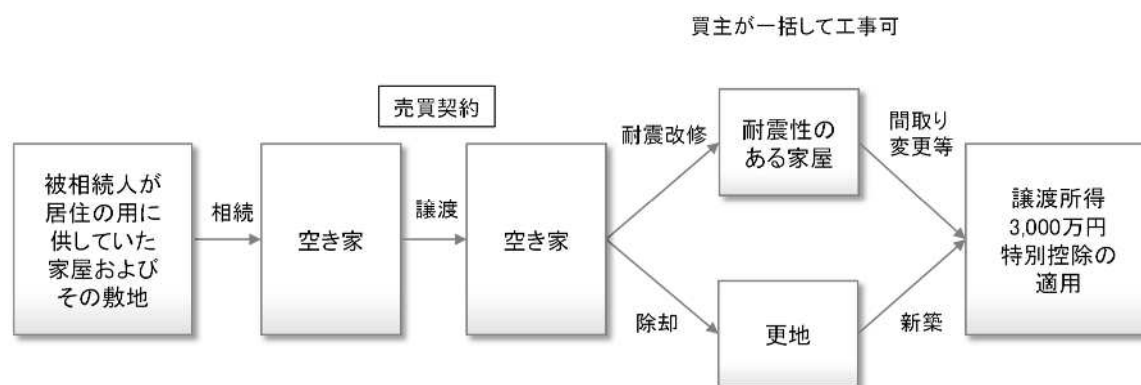 買主が一括して工事可
売買契約
被相続人が
居住の用に
供していた
家屋および
その敷地
相続
空き家
譲渡
空き家
耐震改修
耐震性の
ある家屋
間取り
変更等
除却
更地
新築
譲渡所得
3,000万円
特別控除の
適用